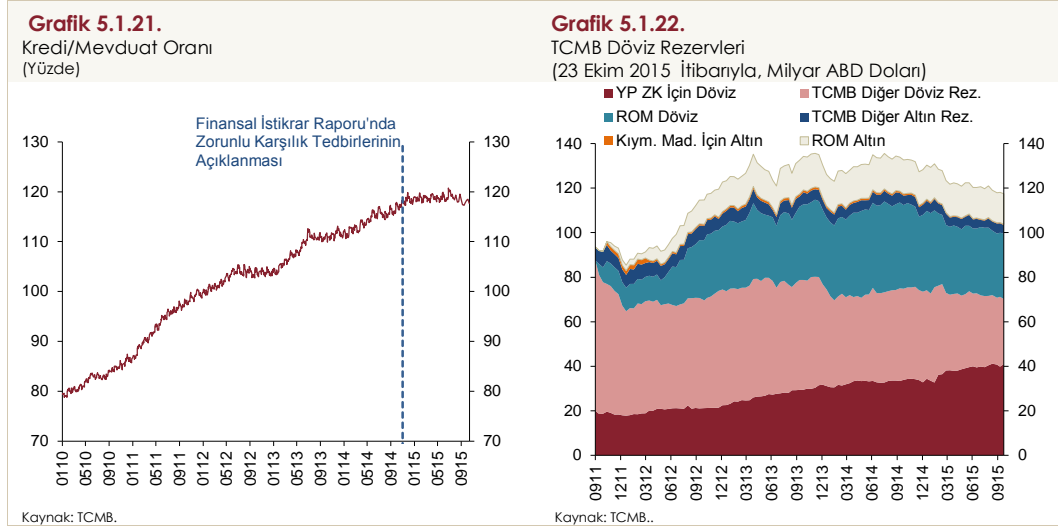 Grafik 5.1.21.
Kredi/Mevduat Oranı
(Yüzde)
Finansal İstikrar Raporu'nda
Zorunlu Karşılık Tedbirlerinin
Açıklanması
130 130
120 120
110 110
100 100
90 90
80 80
70 70
0110 0510 0910 0111 0511 0911 0112 0512 0912 0113 0513 0913 0114 0514 0914 0115 0515 0915
Kaynak: TCMB.
Grafik 5.1.22.
TCMB Döviz Rezervleri
(23 Ekim 2015 İtibarıyla, Milyar ABD Doları)
YP ZK İçin Döviz TCMB Diğer Döviz Rez.
ROM Döviz TCMB Diğer Altın Rez.
Kıym. Mad. İçin Altın ROM Altın
140 140
120 120
100 100
80 80
60 60
40 40
20 20
0 0
0911 1211 0312 0612 0912 1212 0313 0613 0913 1213 0314 0614 0914 1214 0315 0615 0915
Kaynak: TCMB..